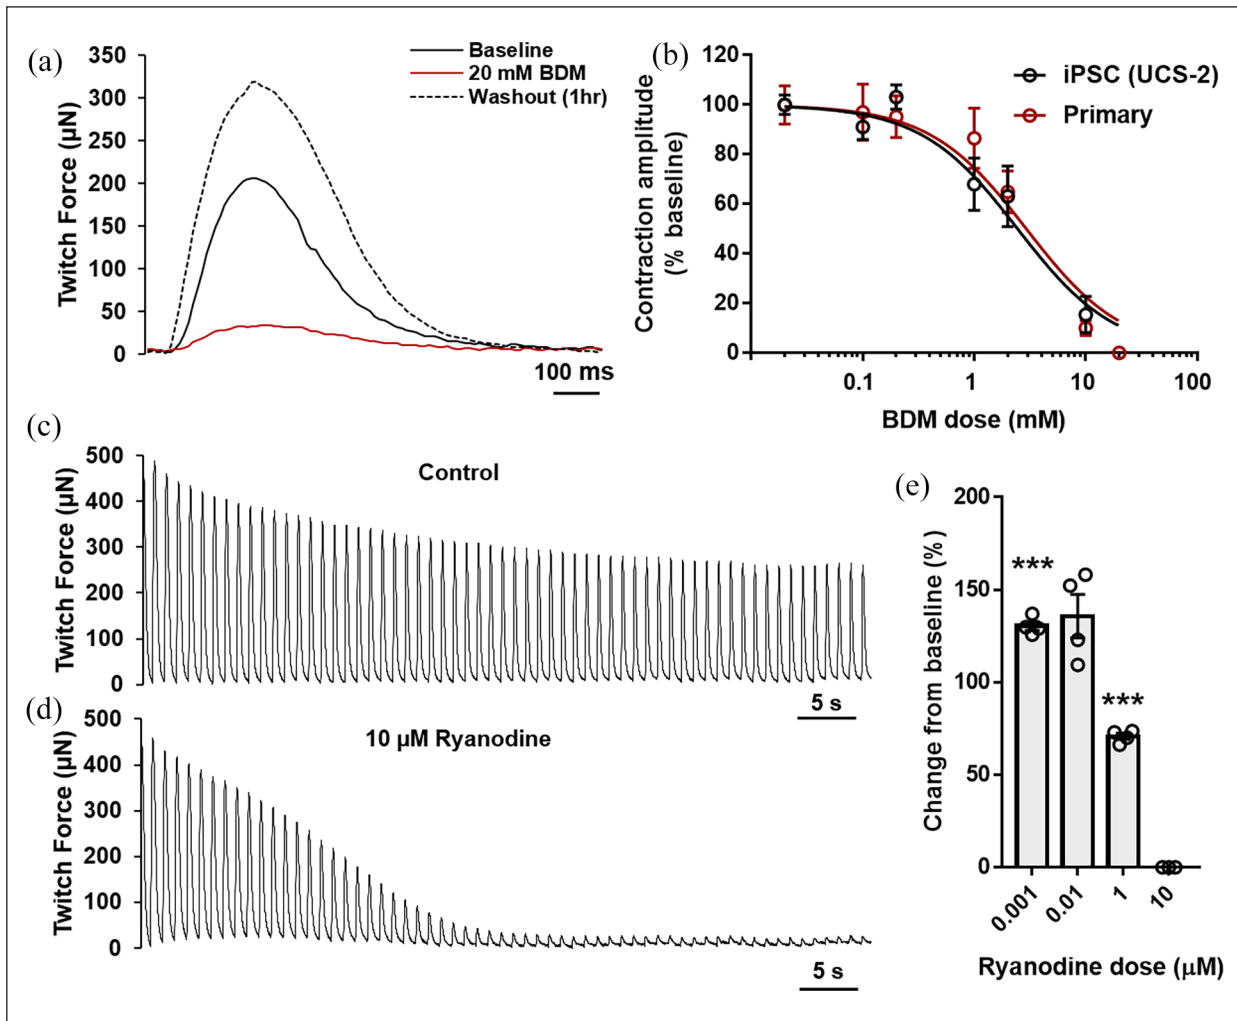 (a)
350
300
250
200
150
100
50
0
Twitch Force (µN)
Baseline
20 mM BDM
Washout (1hr)
100 ms
(b)
120
100
80
60
40
20
0
Contraction amplitude
(% baseline)
iPSC (UCS-2)
Primary
0.1
1
10
100
BDM dose (mM)
(c)
500
400
300
200
100
0
Twitch Force (µN)
Control
5 s
(d)
500
400
300
200
100
0
Twitch Force (µN)
10 µM Ryanodine
5 s
(e)
200
150
100
50
0
Change from baseline (%)
***
***
0.001
0.01
1
10
Ryanodine dose (µM)